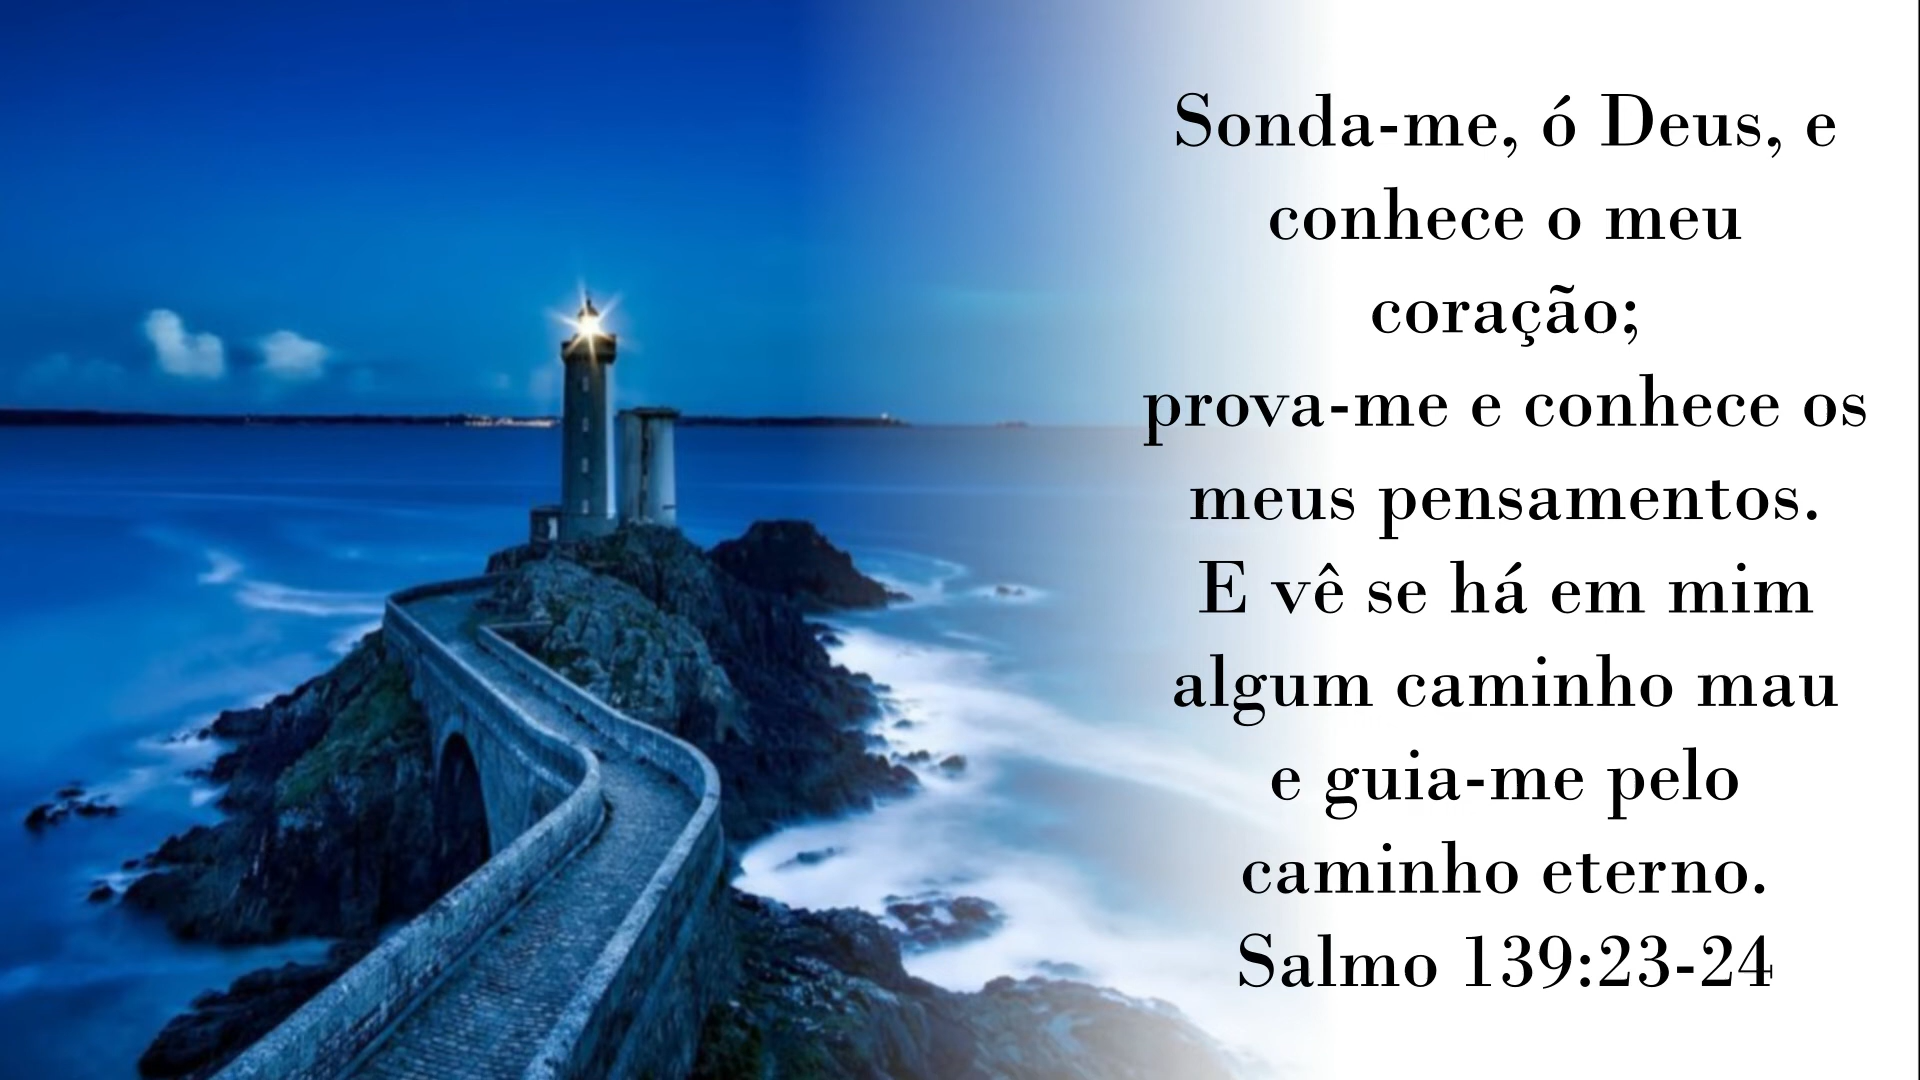 Sonda-me, ó Deus, e
conhece o meu
coração;
prova-me e conhece os
meus pensamentos.
E vê se há em mim
algum caminho mau
e guia-me pelo
caminho eterno.
Salmo 139:23-24